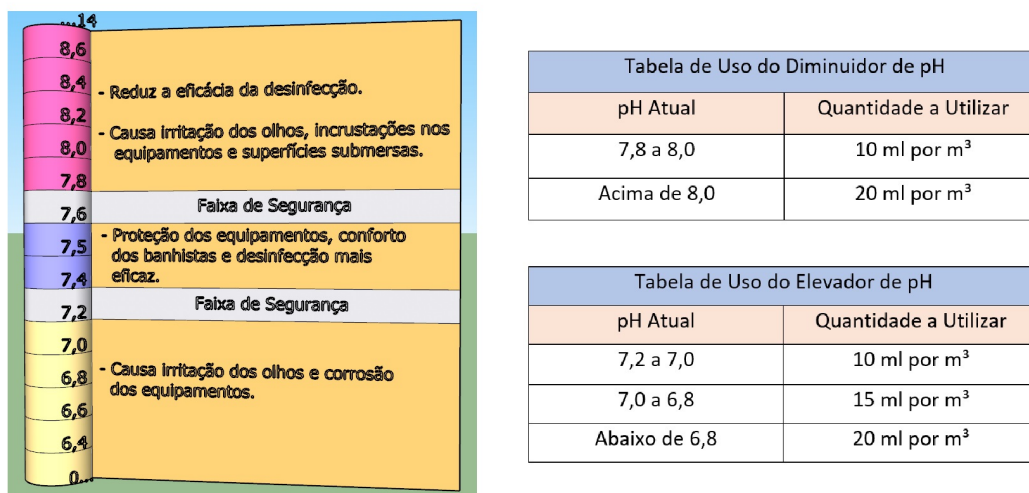 ...14
8,6
8,4
8,2
8,0
7,8
7,6
7,5
7,4
7,2
7,0
6,8
6,6
6,4
0...
- Reduz a eficácia da desinfecção.
- Causa irritação dos olhos, incrustações nos
equipamentos e superfícies submersas.
Faixa de Segurança
- Proteção dos equipamentos, conforto
dos banhistas e desinfecção mais
eficaz.
Faixa de Segurança
- Causa irritação dos olhos e corrosão
dos equipamentos.
Tabela de Uso do Diminuidor de pH
pH Atual Quantidade a Utilizar
7,8 a 8,0 10 ml por m³
Acima de 8,0 20 ml por m³
Tabela de Uso do Elevador de pH
pH Atual Quantidade a Utilizar
7,2 a 7,0 10 ml por m³
7,0 a 6,8 15 ml por m³
Abaixo de 6,8 20 ml por m³